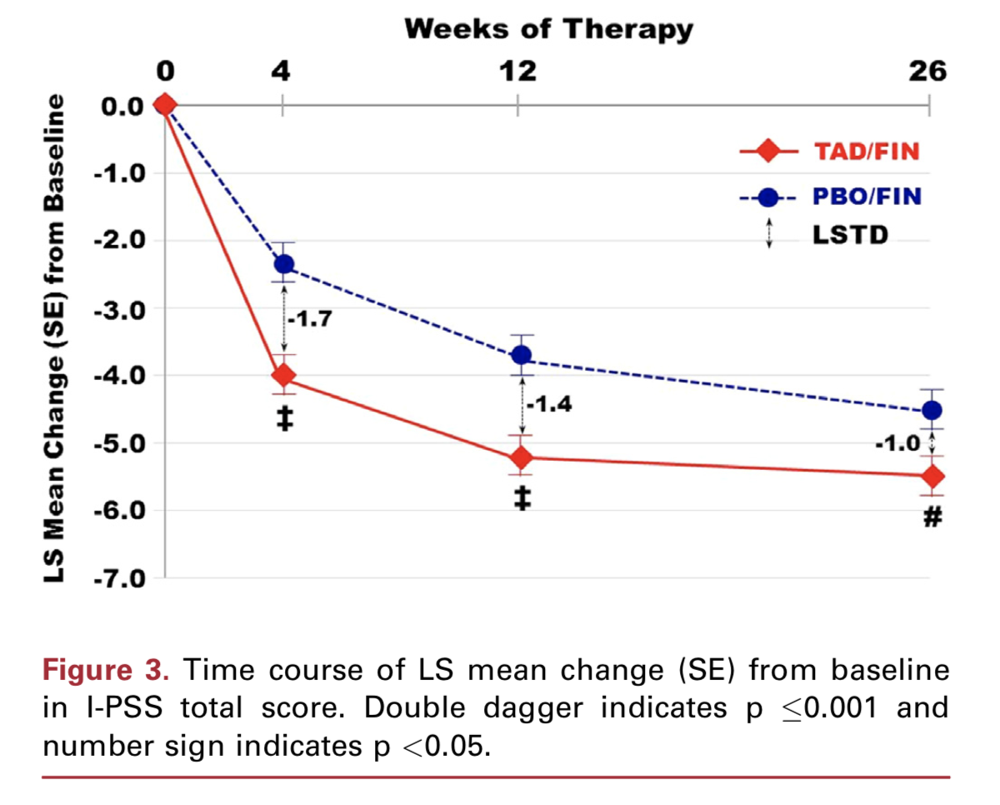 Weeks of Therapy
0 4 12 26
LS Mean Change (SE) from Baseline
0.0
-1.0
-2.0
-3.0
-4.0
-5.0
-6.0
-7.0
TAD/FIN
PBO/FIN
LSTD
-1.7
‡
-1.4
‡
-1.0
#
Figure 3. Time course of LS mean change (SE) from baseline
in I-PSS total score. Double dagger indicates p ≤0.001 and
number sign indicates p <0.05.